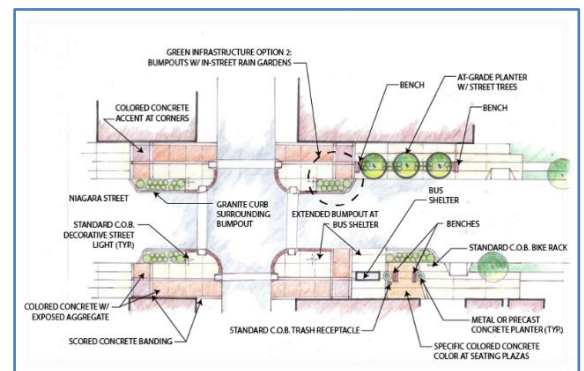 GREEN INFRASTRUCTURE OPTION 2:
BUMPOUTS W/ IN-STREET RAIN GARDENS
BENCH
AT-GRADE PLANTER
W/ STREET TREES
BENCH
COLORED CONCRETE
ACCENT AT CORNERS
NIAGARA STREET
GRANITE CURB
SURROUNDING
BUMPOUT
EXTENDED BUMPOUT AT
BUS SHELTER
BUS
SHELTER
BENCHES
STANDARD C.O.B.
DECORATIVE STREET
LIGHT (TYP.)
STANDARD C.O.B. BIKE RACK
COLORED CONCRETE W/
EXPOSED AGGREGATE
SCORED CONCRETE BANDING
STANDARD C.O.B. TRASH RECEPTACLE
METAL OR PRECAST
CONCRETE PLANTER (TYP.)
SPECIFIC COLORED CONCRETE
COLOR AT SEATING PLAZAS